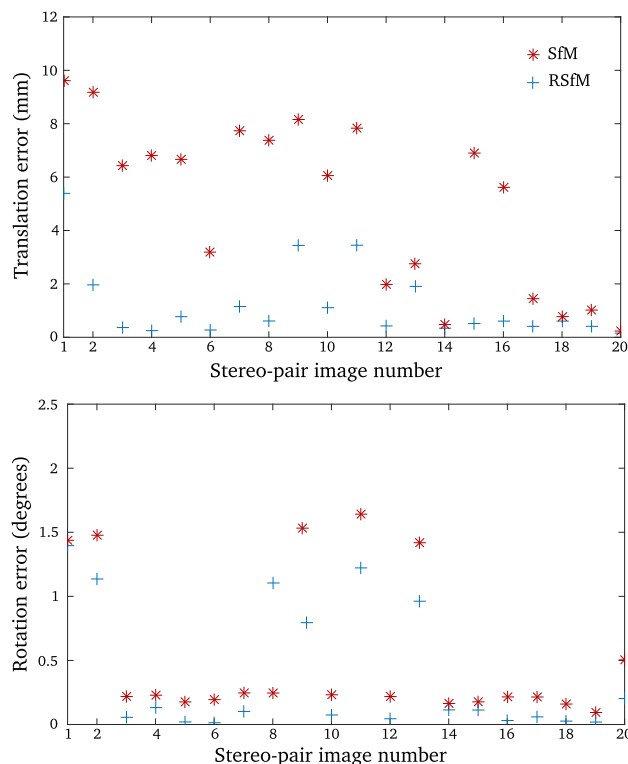 12
10
8
6
4
2
0
Translation error (mm)
SfM
RSfM
1 2 4 6 8 10 12 14 16 18 20
Stereo-pair image number
2.5
2
1.5
1
0.5
0
Rotation error (degrees)
1 2 4 6 8 10 12 14 16 18 20
Stereo-pair image number